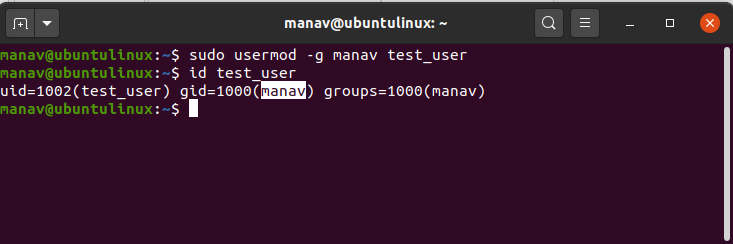 manav@ubuntulinux: ~
manav@ubuntulinux:~$ sudo usermod -g manav test_user
manav@ubuntulinux:~$ id test_user
uid=1002(test_user) gid=1000(manav) groups=1000(manav)
manav@ubuntulinux:~$